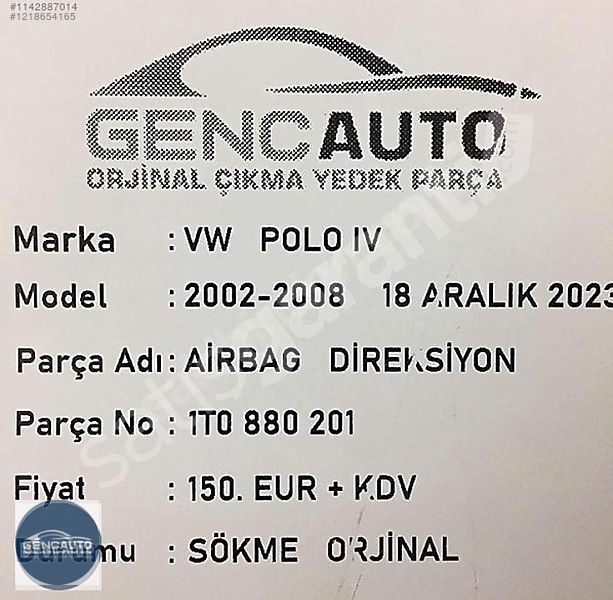 #1142887014
#1218654165
GENCAUTO
ORJİNAL ÇIKMA YEDEK PARÇA
Marka : VW POLO IV
Model : 2002-2008 18 ARALIK 2023
Parça Adı : AİRBAG DİREKSİYON
Parça No : 1T0 880 201
Fiyat : 150. EUR + KDV
Durumu : SÖKME ORJİNAL
GENCAUTO
satışgaranti